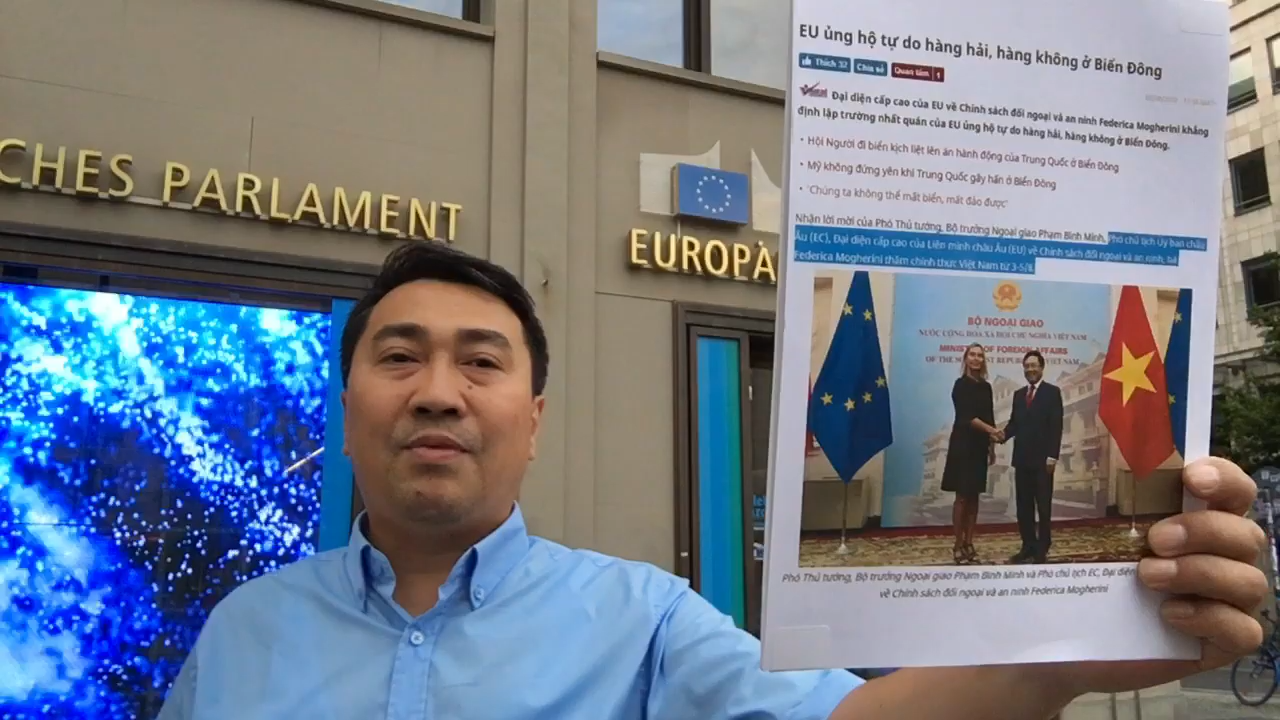 CHES PARLAMENT
EUROPÄ
EU ủng hộ tự do hàng hải, hàng không ở Biển Đông
Thích 32 Chia sẻ Quan tâm 1
Đại diện cấp cao của EU về Chính sách đối ngoại và an ninh Federica Mogherini khẳng
định lập trường nhất quán của EU ủng hộ tự do hàng hải, hàng không ở Biển Đông.
• Hội Người đi biển kịch liệt lên án hành động của Trung Quốc ở Biển Đông
• Mỹ không đứng yên khi Trung Quốc gây hấn ở Biển Đông
• 'Chúng ta không thể mất biển, mất đảo được'
Nhận lời mời của Phó Thủ tướng, Bộ trưởng Ngoại giao Phạm Bình Minh, Phó chủ tịch Ủy ban châu
Âu (EC), Đại diện cấp cao của Liên minh châu Âu (EU) về Chính sách đối ngoại và an ninh, bà
Federica Mogherini thăm chính thức Việt Nam từ 3-5/8.
BỘ NGOẠI GIAO
NƯỚC CỘNG HÒA XÃ HỘI CHỦ NGHĨA VIỆT NAM
MINISTRY OF FOREIGN AFFAIRS
OF THE VIETNAM
Phó Thủ tướng, Bộ trưởng Ngoại giao Phạm Bình Minh và Phó chủ tịch EC, Đại diện
về Chính sách đối ngoại và an ninh Federica Mogherini